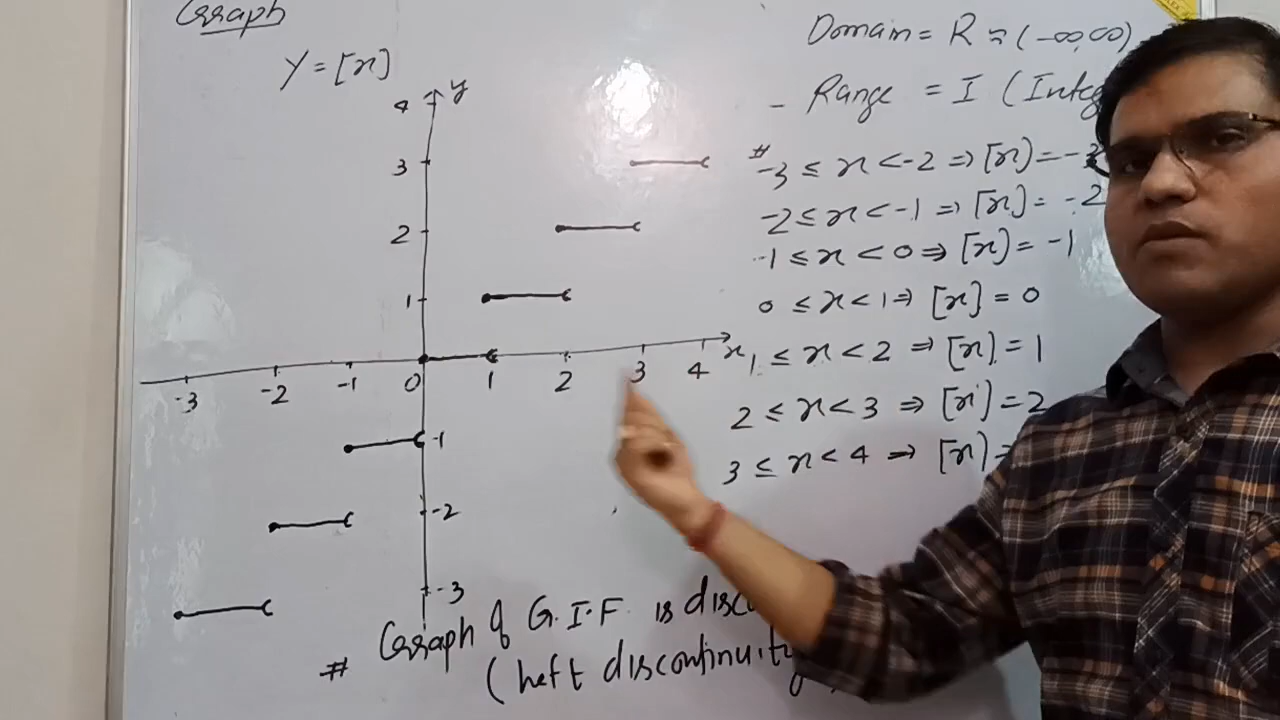 Graph
Y = [x]
y
4
3
2
1
-3 -2 -1 0 1 2 3 4 x
-1
-2
-3
Domain = R ≈ (-∞,∞)
- Range = I (Integ
# -3 ≤ x < -2 ⇒ [x] = -3
-2 ≤ x < -1 ⇒ [x] = -2
-1 ≤ x < 0 ⇒ [x] = -1
0 ≤ x < 1 ⇒ [x] = 0
1 ≤ x < 2 ⇒ [x] = 1
2 ≤ x < 3 ⇒ [x] = 2
3 ≤ x < 4 ⇒ [x] =
# Graph of G.I.F is disc
(left discontinuity